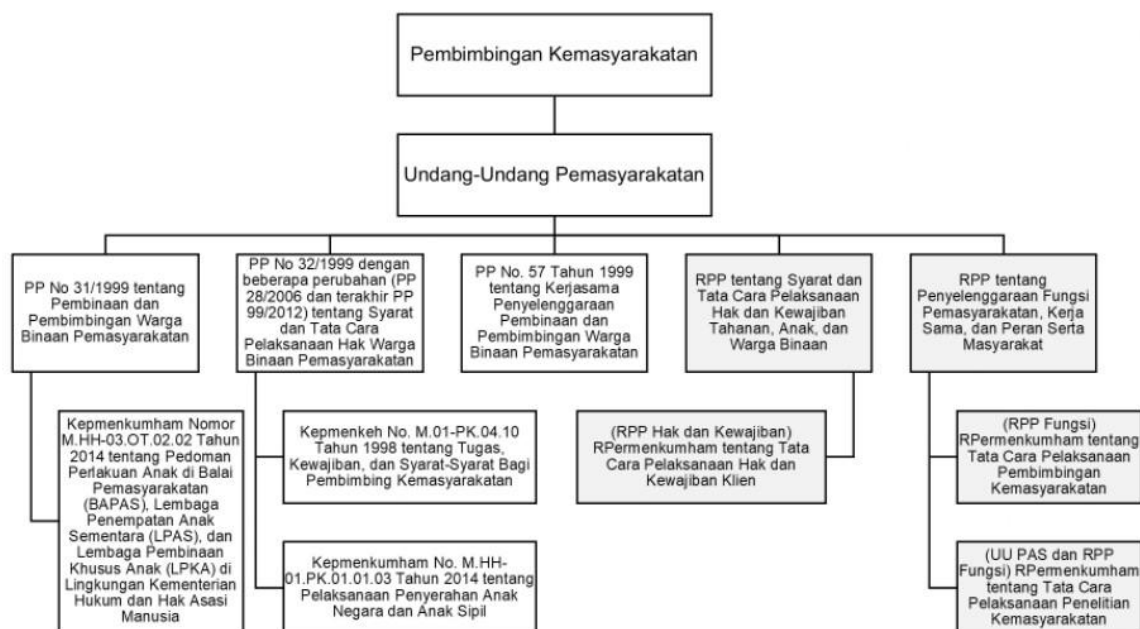 Pembimbingan Kemasyarakatan
Undang-Undang Pemasyarakatan
PP No 31/1999 tentang
Pembinaan dan
Pembimbingan Warga
Binaan Pemasyarakatan
PP No 32/1999 dengan
beberapa perubahan (PP
28/2006 dan terakhir PP
99/2012) tentang Syarat
dan Tata Cara
Pelaksanaan Hak Warga
Binaan Pemasyarakatan
PP No. 57 Tahun 1999
tentang Kerjasama
Penyelenggaraan
Pembinaan dan
Pembimbingan Warga
Binaan Pemasyarakatan
RPP tentang Syarat dan
Tata Cara Pelaksanaan
Hak dan Kewajiban
Tahanan, Anak, dan
Warga Binaan
RPP tentang
Penyelenggaraan Fungsi
Pemasyarakatan, Kerja
Sama, dan Peran Serta
Masyarakat
Kepmenkumham Nomor
M.HH-03.OT.02.02 Tahun
2014 tentang Pedoman
Perlakuan Anak di Balai
Pemasyarakatan
(BAPAS), Lembaga
Penempatan Anak
Sementara (LPAS), dan
Lembaga Pembinaan
Khusus Anak (LPKA) di
Lingkungan Kementerian
Hukum dan Hak Asasi
Manusia
Kepmenkeh No. M.01-PK.04.10
Tahun 1998 tentang Tugas,
Kewajiban, dan Syarat-Syarat Bagi
Pembimbing Kemasyarakatan
Kepmenkumham No. M.HH-
01.PK.01.01.03 Tahun 2014 tentang
Pelaksanaan Penyerahan Anak
Negara dan Anak Sipil
(RPP Hak dan Kewajiban)
RPermenkumham tentang Tata
Cara Pelaksanaan Hak dan
Kewajiban Klien
(RPP Fungsi)
RPermenkumham tentang
Tata Cara Pelaksanaan
Pembimbingan
Kemasyarakatan
(UU PAS dan RPP
Fungsi) RPermenkumham
tentang Tata Cara
Pelaksanaan Penelitian
Kemasyarakatan